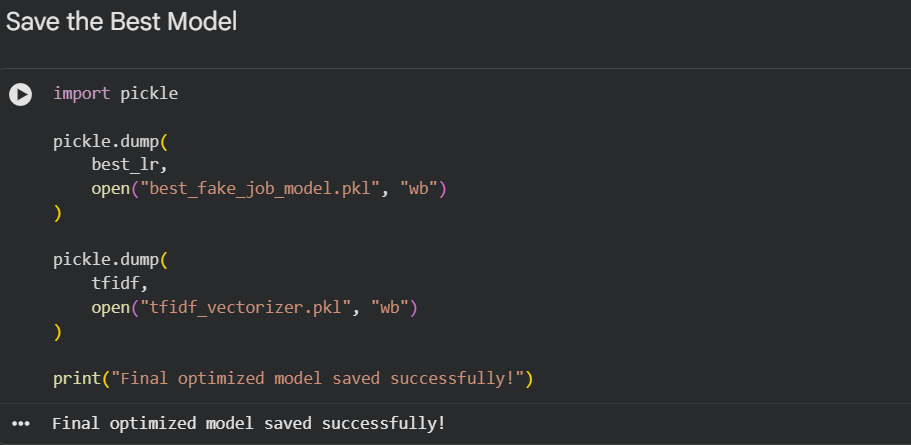 Save the Best Model
import pickle
pickle.dump(
    best_lr,
    open("best_fake_job_model.pkl", "wb")
)
pickle.dump(
    tfidf,
    open("tfidf_vectorizer.pkl", "wb")
)
print("Final optimized model saved successfully!")
Final optimized model saved successfully!